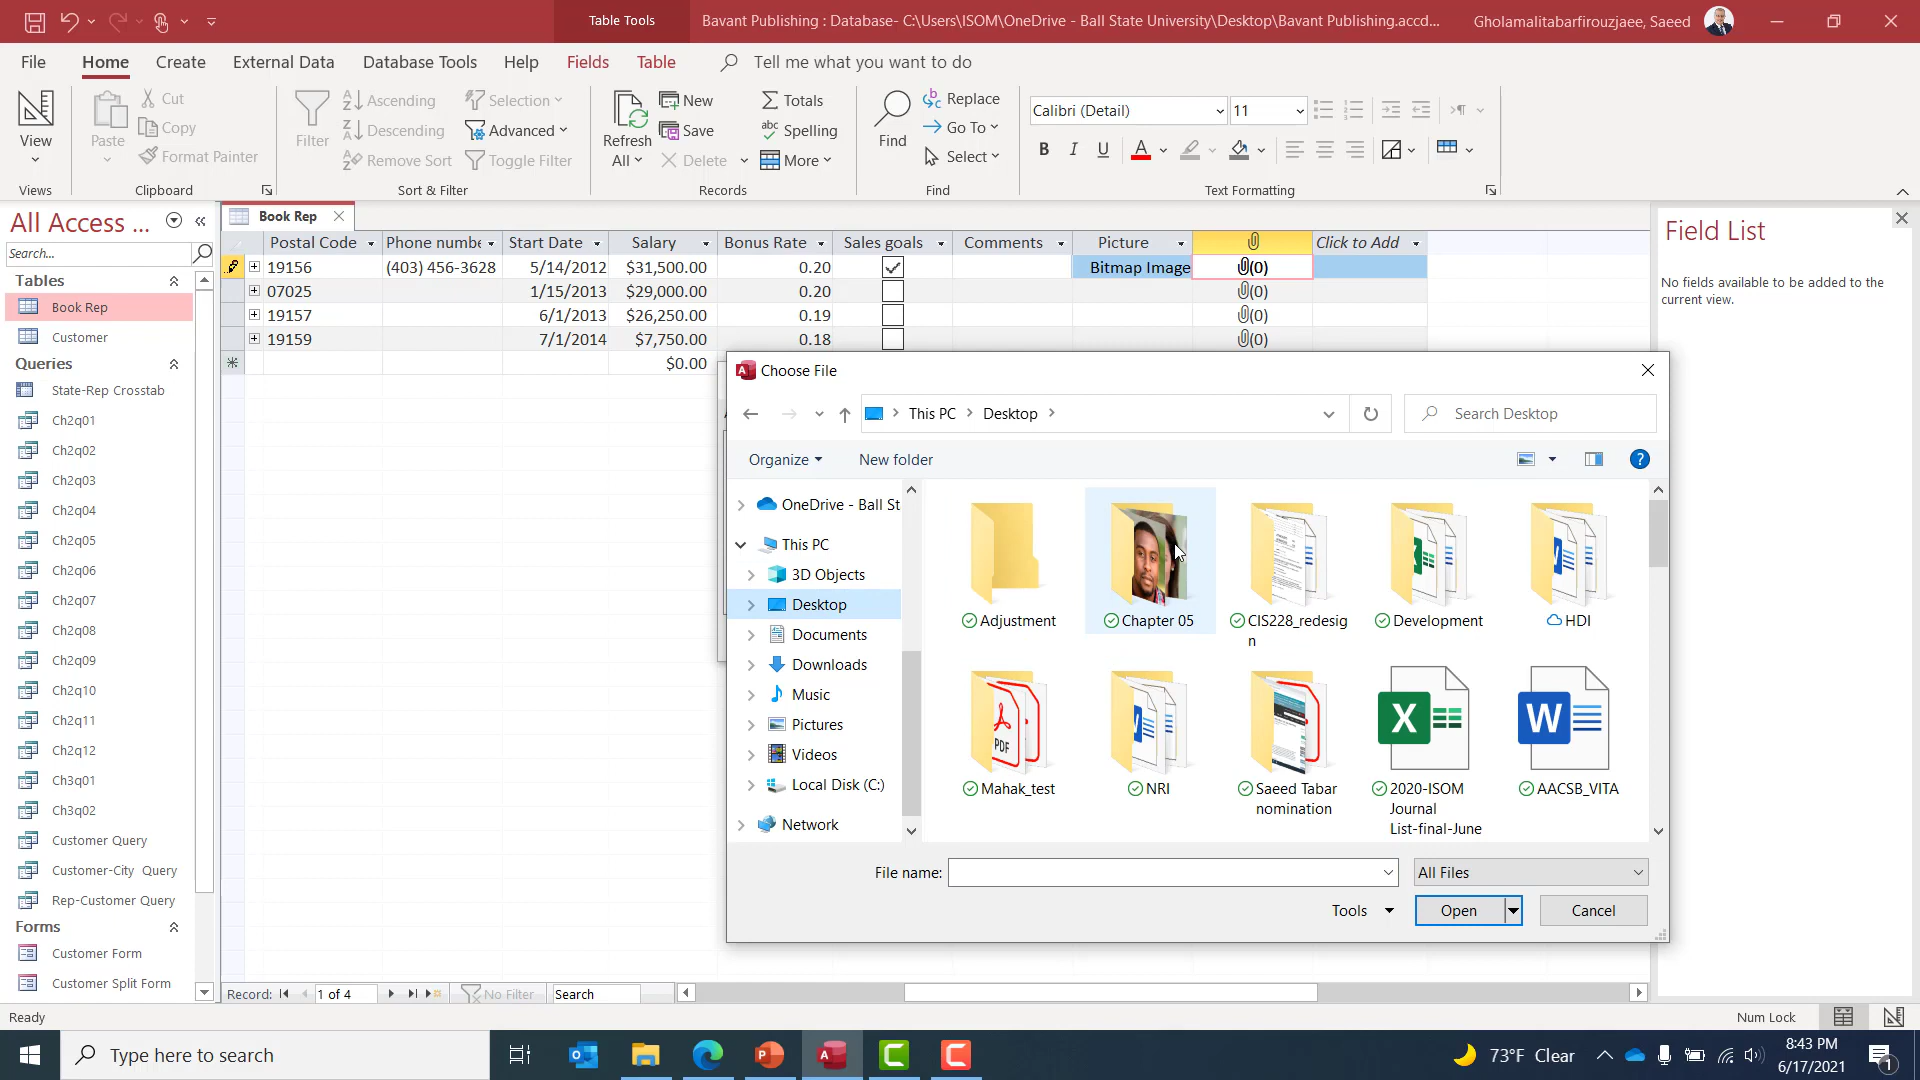 Table Tools
Bavant Publishing : Database- C:\Users\ISOM\OneDrive - Ball State University\Desktop\Bavant Publishing.accd...
Gholamalitabarfirouzjaee, Saeed
File Home Create External Data Database Tools Help Fields Table Tell me what you want to do
View
Views
Paste
Cut
Copy
Format Painter
Clipboard
Filter
Ascending
Descending
Remove Sort
Selection
Advanced
Toggle Filter
Sort & Filter
Refresh
All
New
Save
Delete
Totals
Spelling
More
Records
Find
Replace
Go To
Select
Find
Calibri (Detail) 11
B I U
Text Formatting
All Access ...
Search...
Tables
Book Rep
Customer
Queries
State-Rep Crosstab
Ch2q01
Ch2q02
Ch2q03
Ch2q04
Ch2q05
Ch2q06
Ch2q07
Ch2q08
Ch2q09
Ch2q10
Ch2q11
Ch2q12
Ch3q01
Ch3q02
Customer Query
Customer-City Query
Rep-Customer Query
Forms
Customer Form
Customer Split Form
Book Rep
Postal Code Phone numbe Start Date Salary Bonus Rate Sales goals Comments Picture Click to Add
19156 (403) 456-3628 5/14/2012 $31,500.00 0.20 Bitmap Image (0)
07025 1/15/2013 $29,000.00 0.20 (0)
19157 6/1/2013 $26,250.00 0.19 (0)
19159 7/1/2014 $7,750.00 0.18 (0)
$0.00
Field List
No fields available to be added to the
current view.
Choose File
This PC Desktop
Search Desktop
Organize New folder
OneDrive - Ball St
This PC
3D Objects
Desktop
Documents
Downloads
Music
Pictures
Videos
Local Disk (C:)
Network
Adjustment
Chapter 05
CIS228_redesig
n
Development
HDI
PDF
Mahak_test
NRI
Saeed Tabar
nomination
2020-ISOM
Journal
List-final-June
AACSB_VITA
File name:
All Files
Tools
Open
Cancel
Record: 1 of 4 No Filter Search
Ready
Num Lock
Type here to search
73°F Clear
8:43 PM
6/17/2021
1